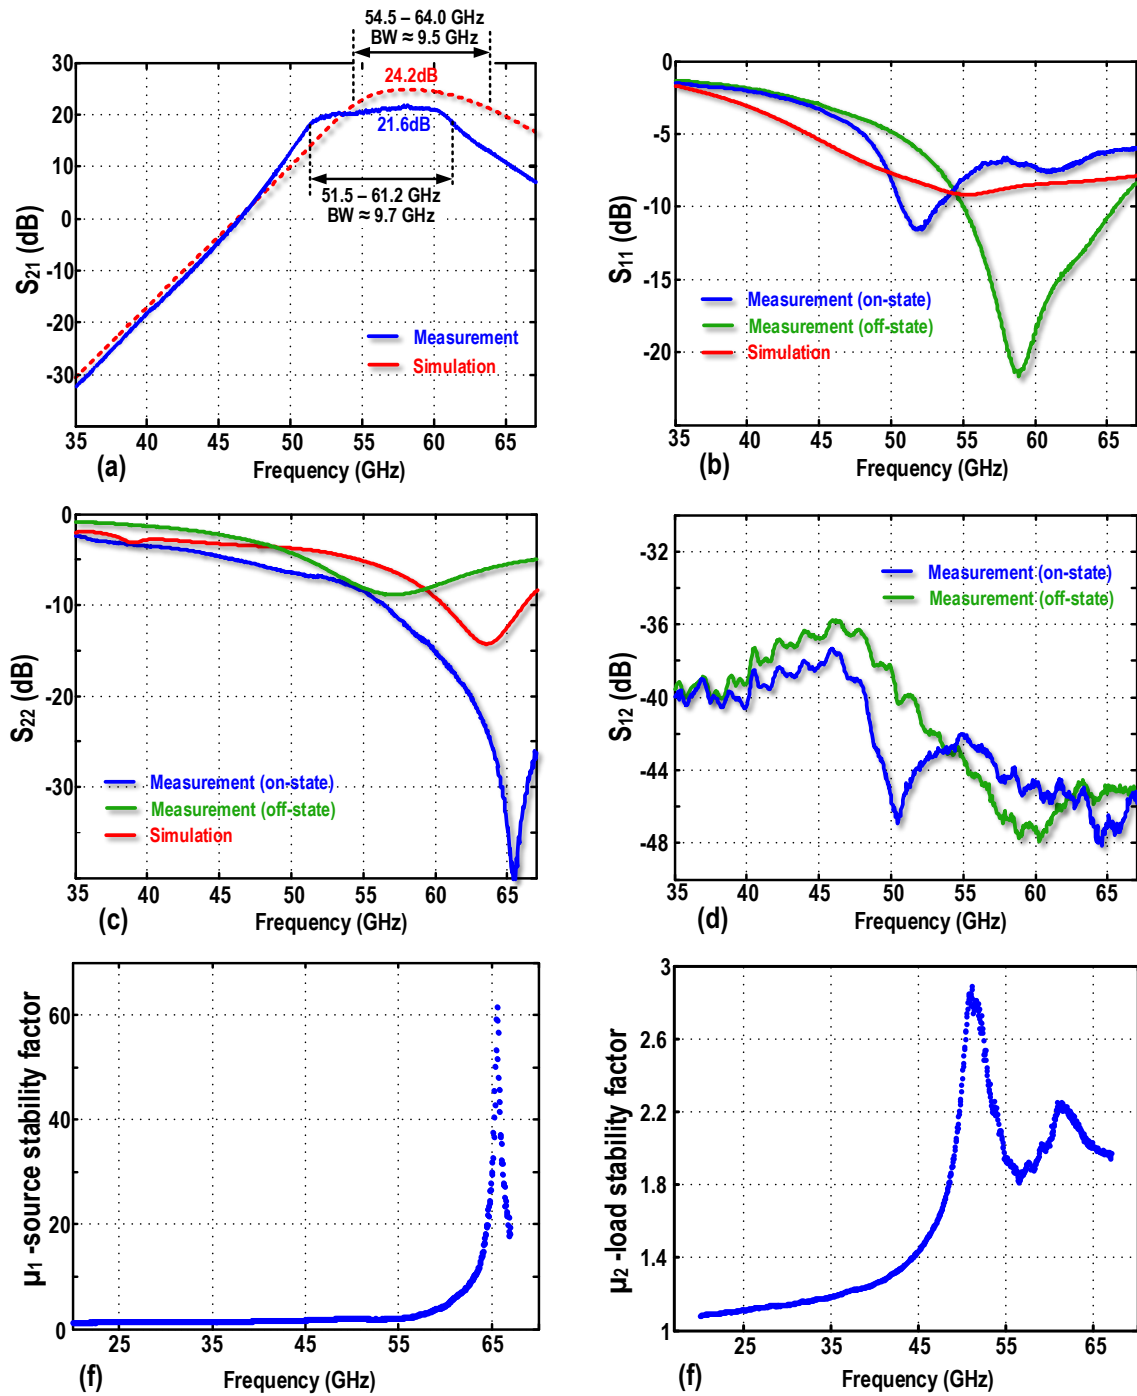 54.5 – 64.0 GHz
BW ≈ 9.5 GHz
30
20
10
0
-10
-20
-30
S21 (dB)
24.2dB
21.6dB
51.5 – 61.2 GHz
BW ≈ 9.7 GHz
Measurement
Simulation
35 40 45 50 55 60 65
(a)
Frequency (GHz)
0
-5
-10
-15
-20
S11 (dB)
Measurement (on-state)
Measurement (off-state)
Simulation
35 40 45 50 55 60 65
(b)
Frequency (GHz)
0
-10
-20
-30
S22 (dB)
Measurement (on-state)
Measurement (off-state)
Simulation
35 40 45 50 55 60 65
(c)
Frequency (GHz)
-32
-36
-40
-44
-48
S12 (dB)
Measurement (on-state)
Measurement (off-state)
35 40 45 50 55 60 65
(d)
Frequency (GHz)
60
40
20
0
μ1 -source stability factor
25 35 45 55 65
(f)
Frequency (GHz)
3
2.6
2.2
1.8
1.4
1
μ2 -load stability factor
25 35 45 55 65
(f)
Frequency (GHz)